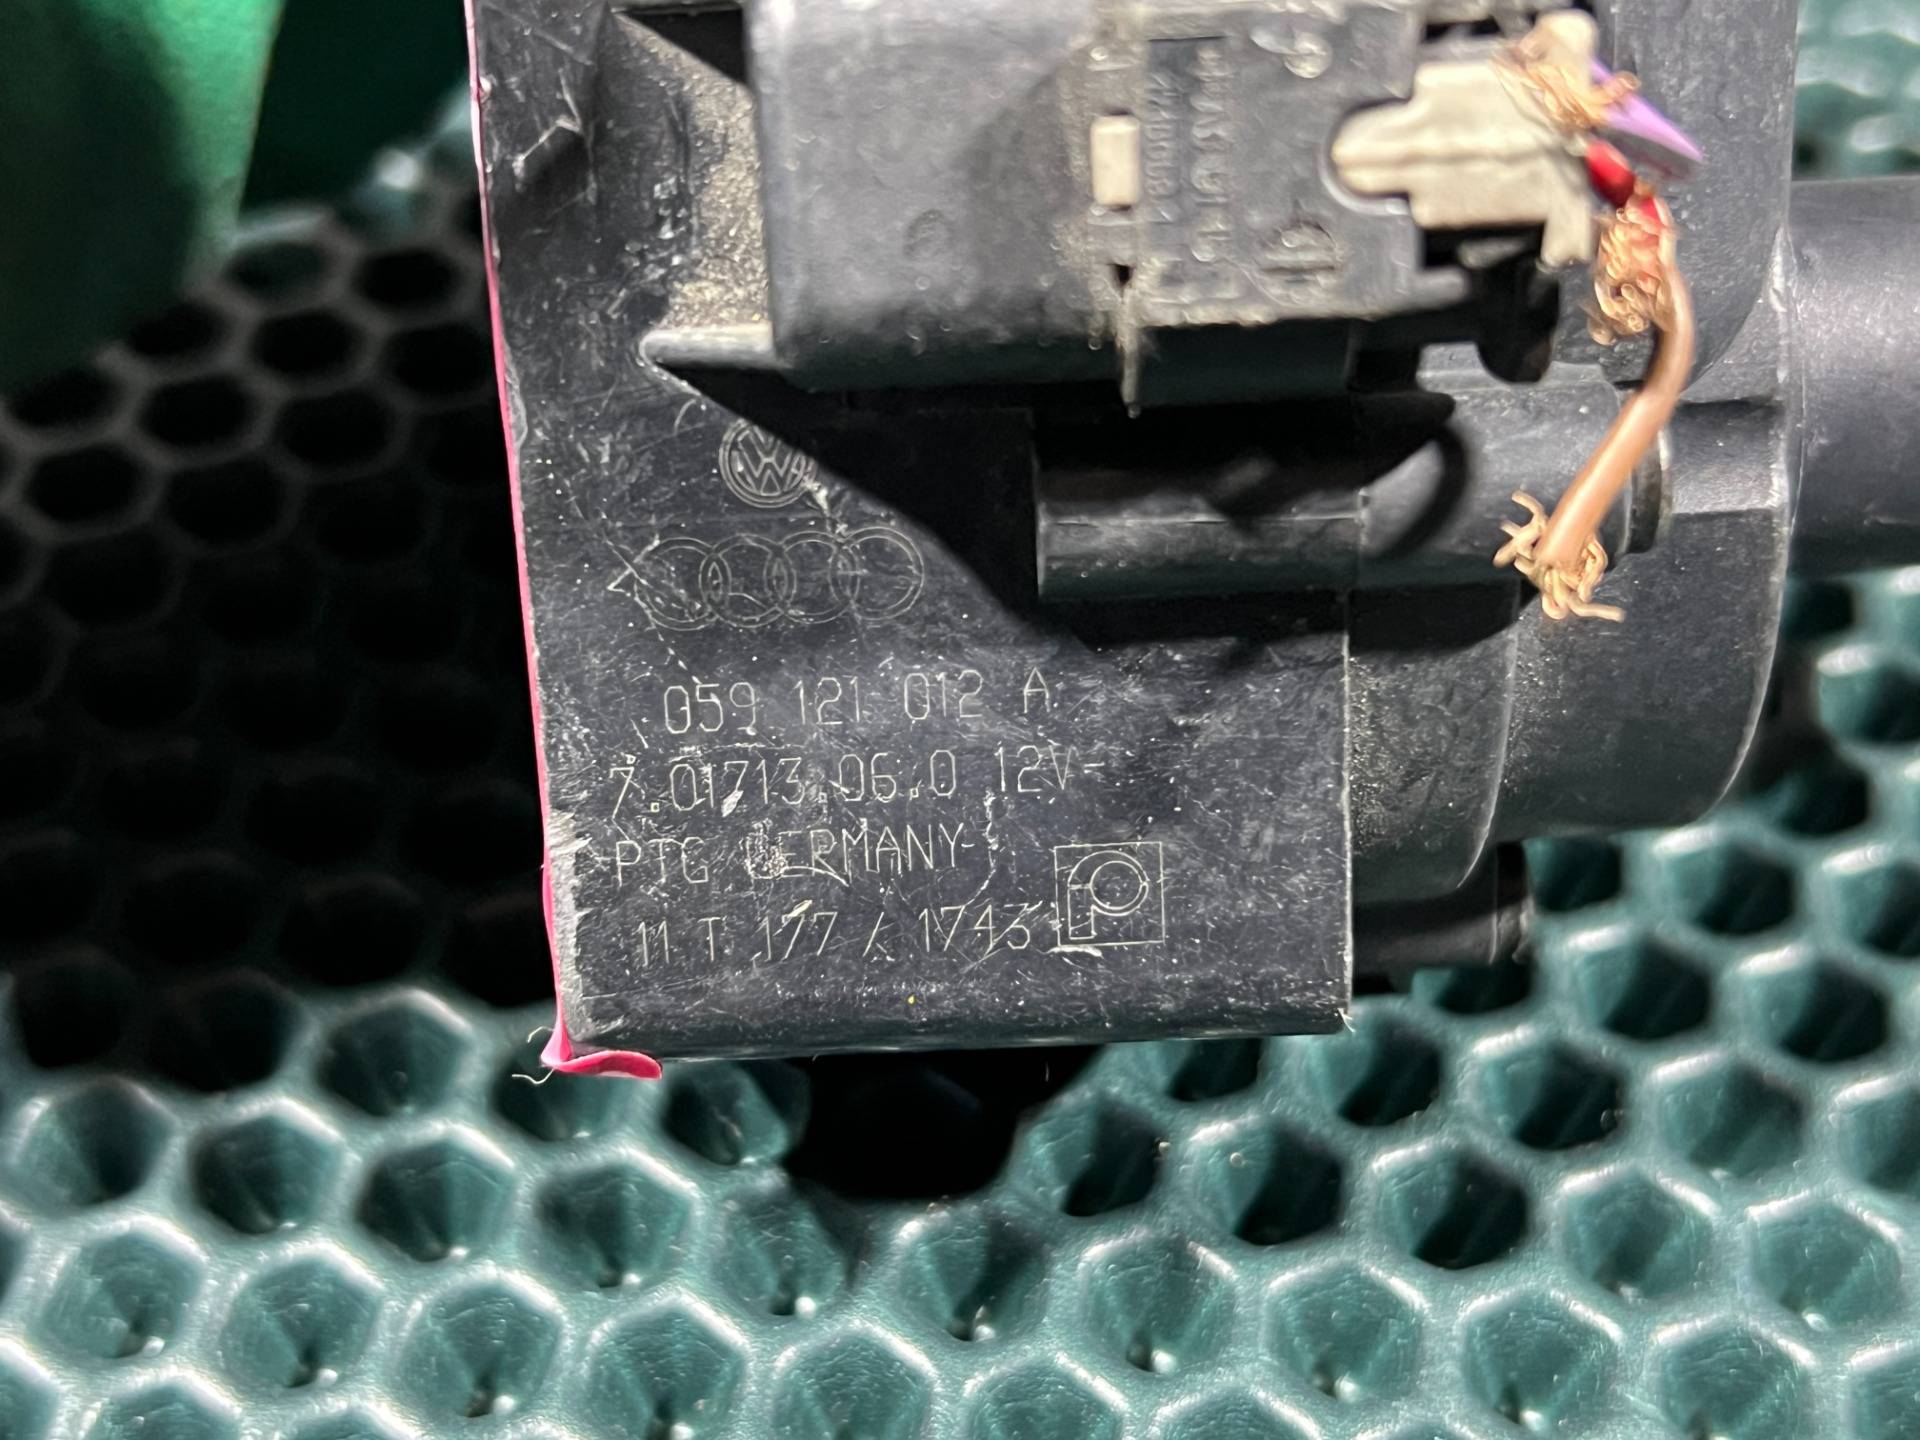 059 121 012 A
7.01713.06.0 12V-
PTG GERMANY
11 T 177 / 1743